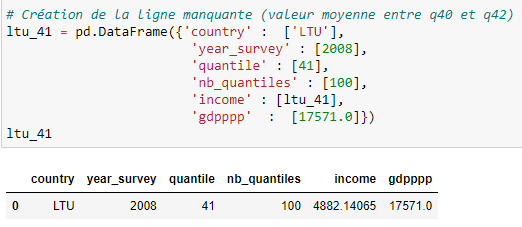 # Création de la ligne manquante (valeur moyenne entre q40 et q42)
ltu_41 = pd.DataFrame({'country' :  ['LTU'],
'year_survey' : [2008],
'quantile' : [41],
'nb_quantiles' : [100],
'income' : [ltu_41],
'gdpppp'  :  [17571.0]})
ltu_41
country year_survey quantile nb_quantiles income gdpppp
0 LTU 2008 41 100 4882.14065 17571.0